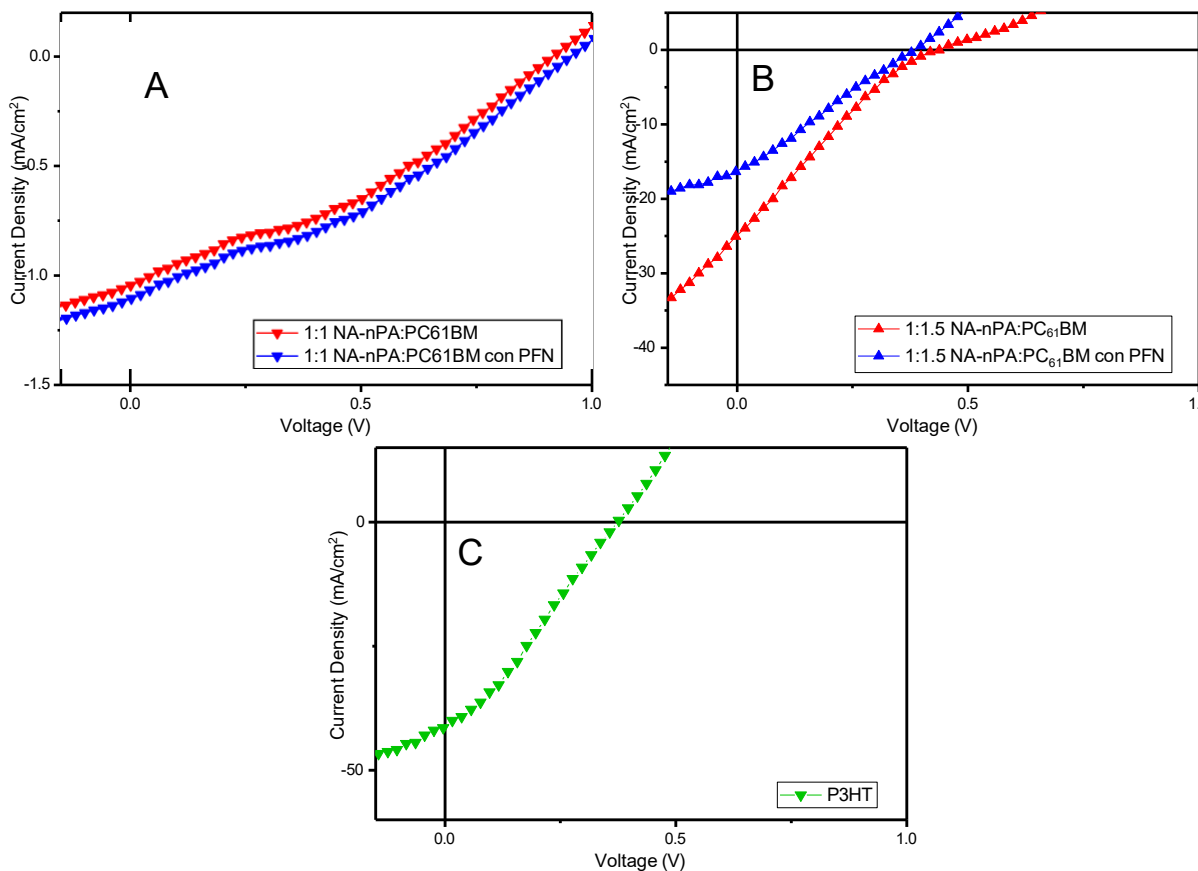 A
0.0
-0.5
-1.0
-1.5
Current Density (mA/cm²)
0.0 0.5 1.0
Voltage (V)
1:1 NA-nPA:PC61BM
1:1 NA-nPA:PC61BM con PFN
B
0
-10
-20
-30
-40
Current Density (mA/cm²)
0.0 0.5 1.0
Voltage (V)
1:1.5 NA-nPA:PC₆₁BM
1:1.5 NA-nPA:PC₆₁BM con PFN
C
0
-50
Current Density (mA/cm²)
0.0 0.5 1.0
Voltage (V)
P3HT